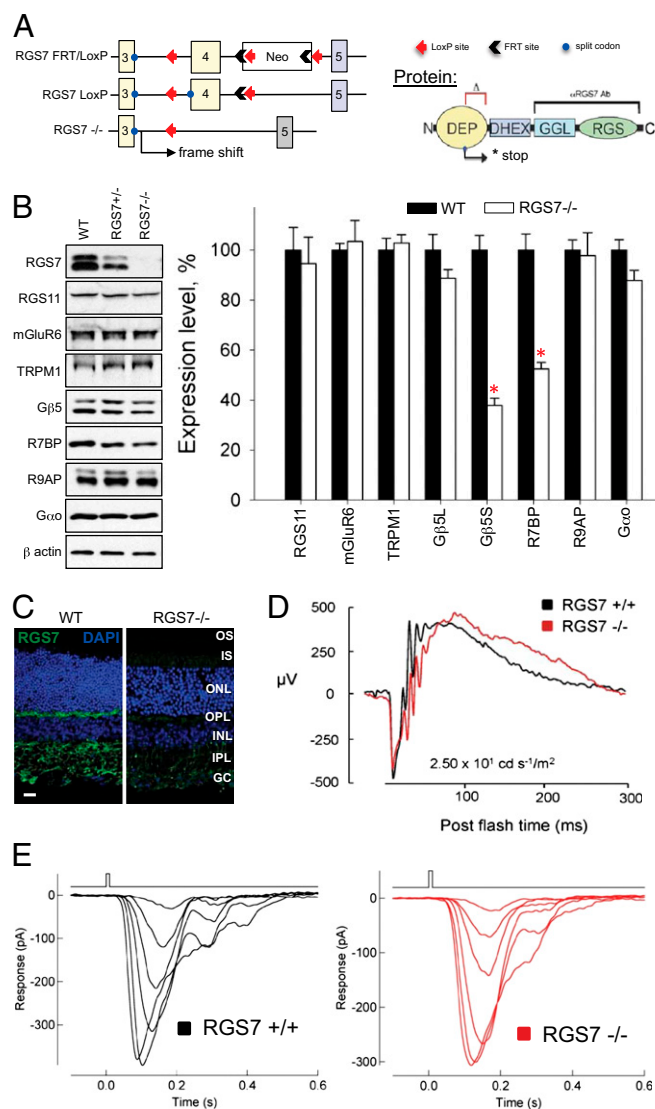 A
RGS7 FRT/LoxP 3 4 Neo 5
RGS7 LoxP 3 4 5
RGS7 -/- 3 5
frame shift
LoxP site FRT site split codon
Protein:
Δ
αRGS7 Ab
N DEP DHEX GGL RGS C
* stop
B
WT RGS7+/- RGS7-/-
RGS7
RGS11
mGluR6
TRPM1
Gβ5
R7BP
R9AP
Gαo
β actin
WT RGS7-/-
Expression level, %
100
80
60
40
20
0
* *
RGS11 mGluR6 TRPM1 Gβ5L Gβ5S R7BP R9AP Gαo
C
WT RGS7-/-
RGS7 DAPI
OS
IS
ONL
OPL
INL
IPL
GC
D
RGS7 +/+
RGS7 -/-
µV
500
250
0
-250
-500
2.50 x 10¹ cd s⁻¹/m²
100 200 300
Post flash time (ms)
E
Response (pA)
0
-100
-200
-300
RGS7 +/+
0.0 0.2 0.4 0.6
Time (s)
Response (pA)
0
-100
-200
-300
RGS7 -/-
0.0 0.2 0.4 0.6
Time (s)